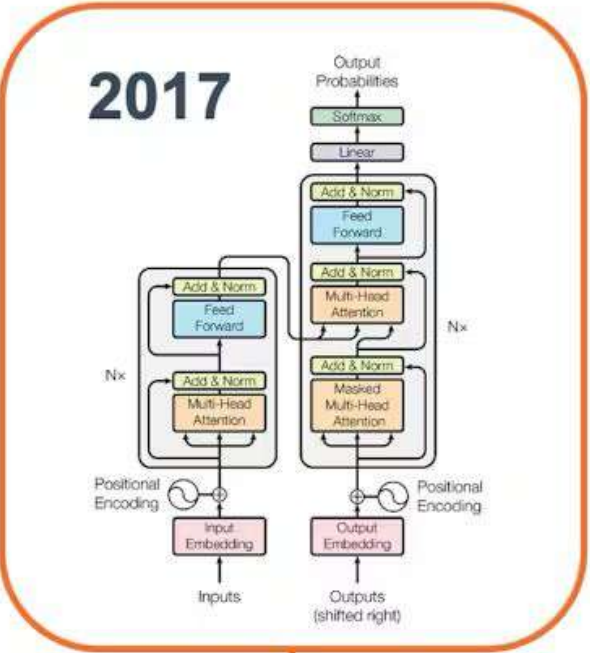 2017
Output
Probabilities
Softmax
Linear
Add & Norm
Feed
Forward
Add & Norm
Multi-Head
Attention
Nx
Add & Norm
Masked
Multi-Head
Attention
Add & Norm
Feed
Forward
Nx
Add & Norm
Multi-Head
Attention
Positional
Encoding
Positional
Encoding
Input
Embedding
Output
Embedding
Inputs
Outputs
(shifted right)